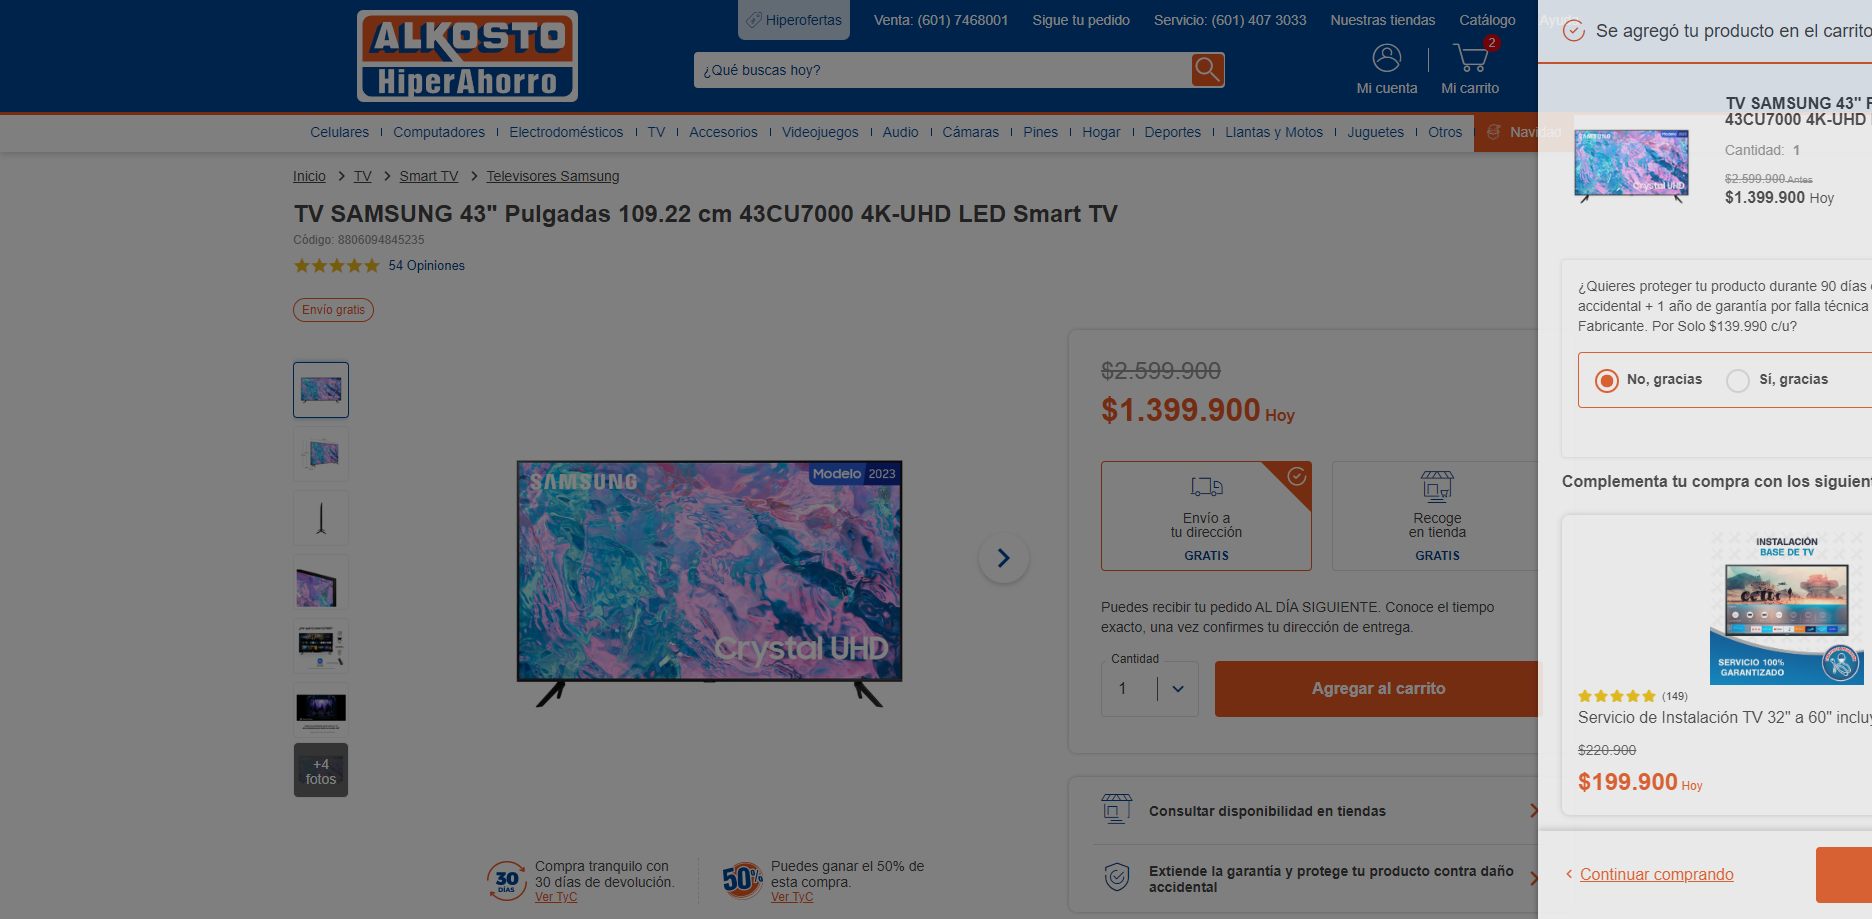 Hiperofertas
Venta: (601) 7468001
Sigue tu pedido
Servicio: (601) 407 3033
Nuestras tiendas
Catálogo
Ayuda
ALKOSTO
HiperAhorro
¿Qué buscas hoy?
2
Mi cuenta
Mi carrito
Celulares
Computadores
Electrodomésticos
TV
Accesorios
Videojuegos
Audio
Cámaras
Pines
Hogar
Deportes
Llantas y Motos
Juguetes
Otros
Navidad
Inicio > TV > Smart TV > Televisores Samsung
TV SAMSUNG 43" Pulgadas 109.22 cm 43CU7000 4K-UHD LED Smart TV
Código: 8806094845235
54 Opiniones
Envío gratis
+4
fotos
SAMSUNG
Modelo 2023
Crystal UHD
30
DÍAS
Compra tranquilo con
30 días de devolución.
Ver TyC
50%
Puedes ganar el 50% de
esta compra.
Ver TyC
$2.599.900
$1.399.900 Hoy
Envío a
tu dirección
GRATIS
Recoge
en tienda
GRATIS
Puedes recibir tu pedido AL DÍA SIGUIENTE. Conoce el tiempo
exacto, una vez confirmes tu dirección de entrega.
Cantidad
1
Agregar al carrito
Consultar disponibilidad en tiendas
Extiende la garantía y protege tu producto contra daño
accidental
Se agregó tu producto en el carrito
SAMSUNG
Modelo 2023
Crystal UHD
TV SAMSUNG 43" P
43CU7000 4K-UHD
Cantidad: 1
$2.599.900 Antes
$1.399.900 Hoy
¿Quieres proteger tu producto durante 90 días
accidental + 1 año de garantía por falla técnica
Fabricante. Por Solo $139.990 c/u?
No, gracias
Sí, gracias
Complementa tu compra con los siguient
INSTALACIÓN
BASE DE TV
SERVICIO 100%
GARANTIZADO
(149)
Servicio de Instalación TV 32" a 60" incluy
$220.900
$199.900 Hoy
Continuar comprando